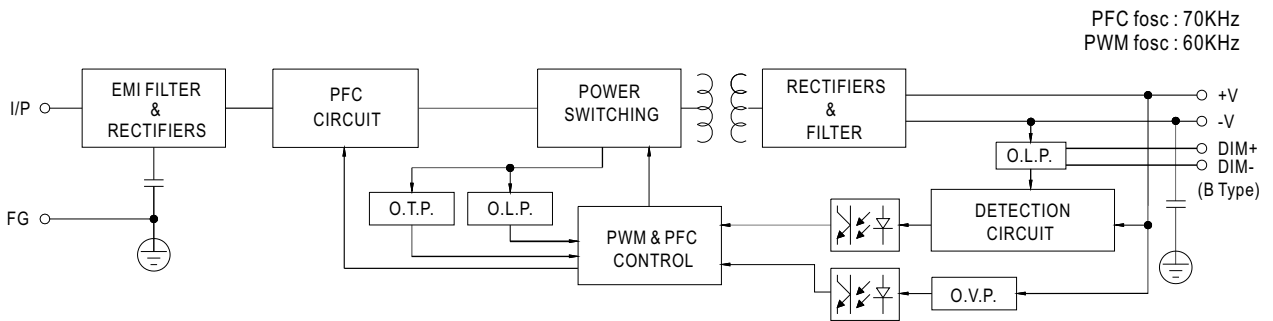 PFC fosc : 70KHz
PWM fosc : 60KHz
I/P
EMI FILTER
&
RECTIFIERS
PFC
CIRCUIT
POWER
SWITCHING
RECTIFIERS
&
FILTER
+V
-V
DIM+
DIM-
(B Type)
O.L.P.
FG
O.T.P.
O.L.P.
PWM & PFC
CONTROL
DETECTION
CIRCUIT
O.V.P.